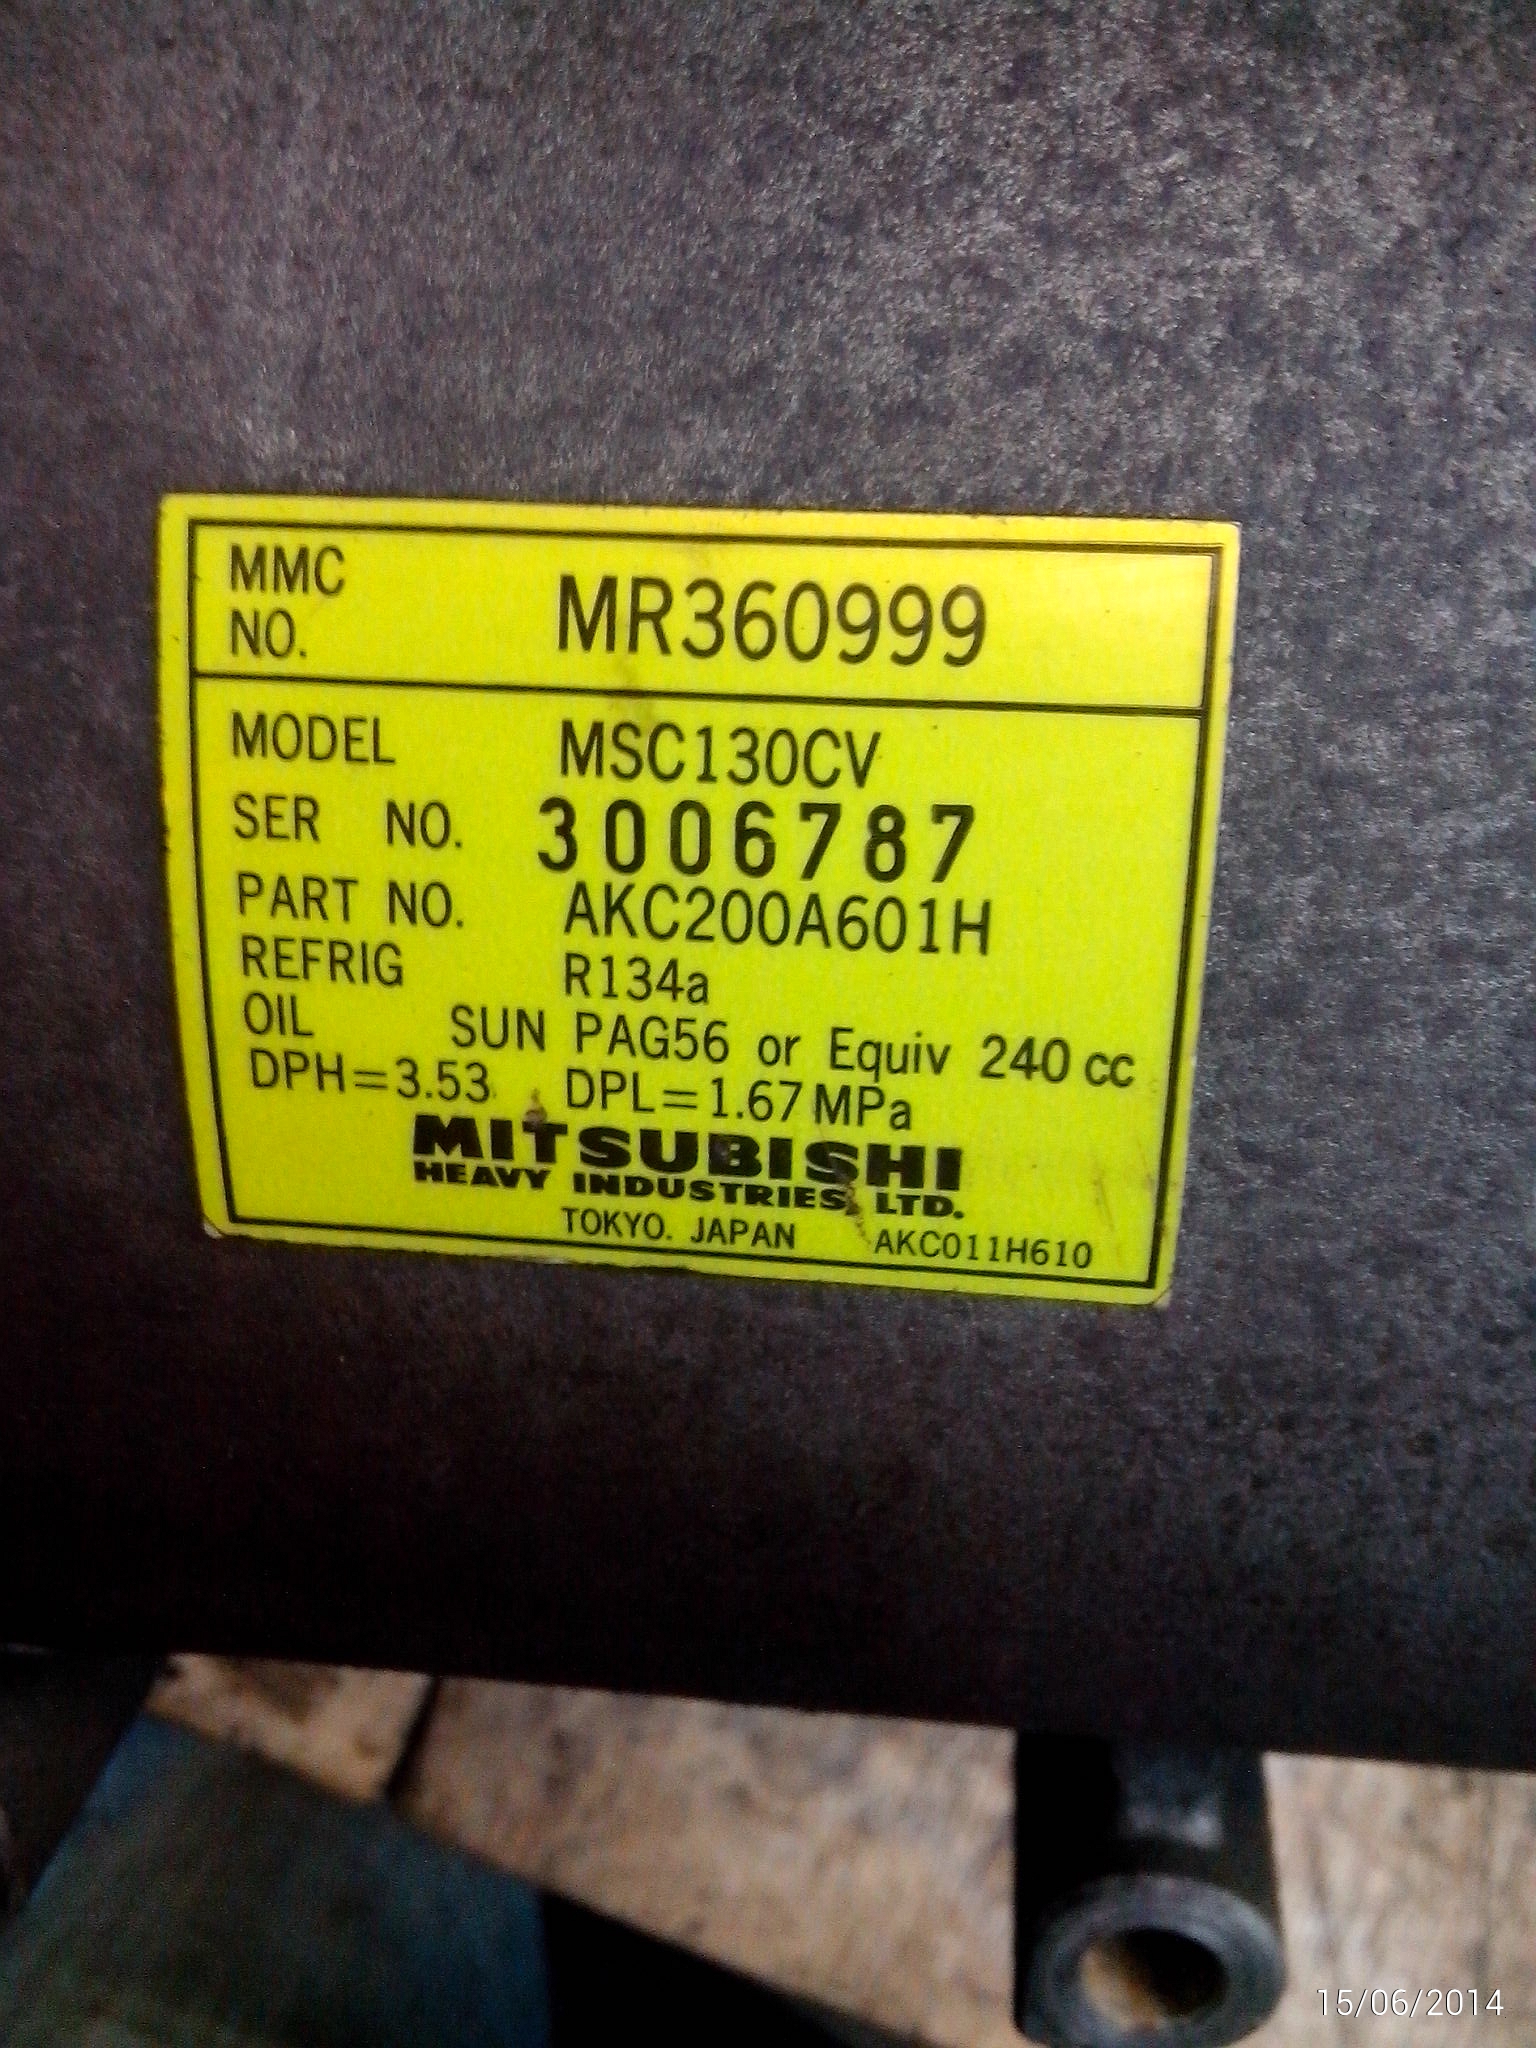 MMC
NO. MR360999
MODEL MSC130CV
SER NO. 3006787
PART NO. AKC200A601H
REFRIG R134a
OIL SUN PAG56 or Equiv 240 cc
DPH=3.53 DPL=1.67 MPa
MITSUBISHI
HEAVY INDUSTRIES, LTD.
TOKYO. JAPAN AKC011H610
15/06/2014